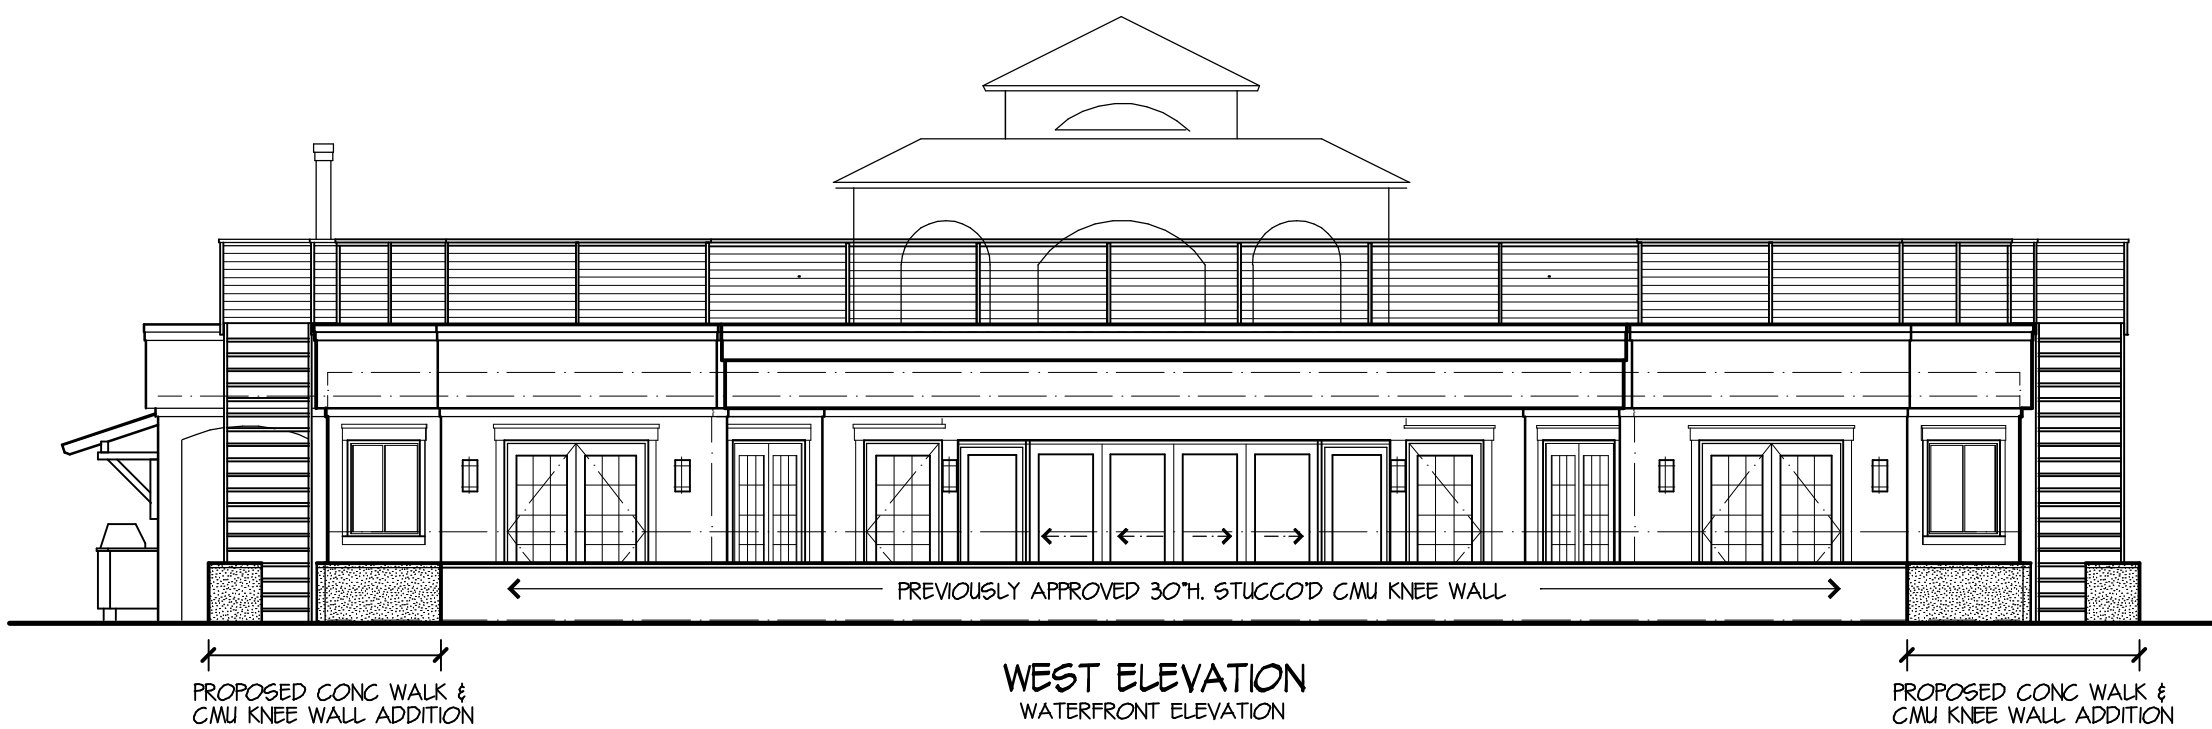 PREVIOUSLY APPROVED 30"H. STUCCO'D CMU KNEE WALL
WEST ELEVATION
WATERFRONT ELEVATION
PROPOSED CONC WALK &
CMU KNEE WALL ADDITION
PROPOSED CONC WALK &
CMU KNEE WALL ADDITION